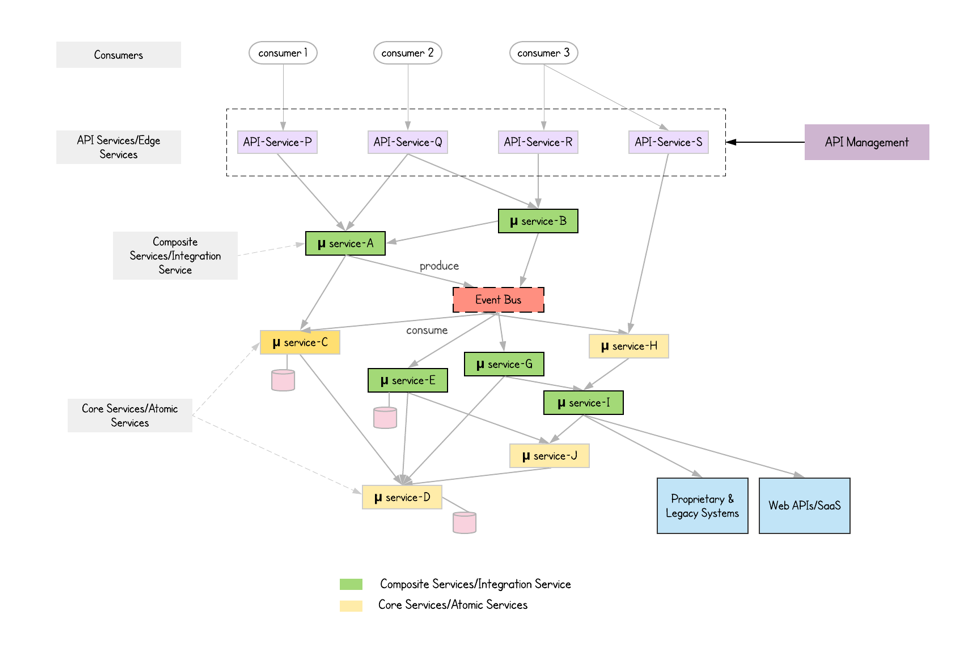 Consumers
consumer 1
consumer 2
consumer 3
API Services/Edge
Services
API-Service-P
API-Service-Q
API-Service-R
API-Service-S
API Management
µ service-B
Composite
Services/Integration
Service
µ service-A
produce
Event Bus
consume
µ service-C
µ service-H
µ service-G
µ service-E
µ service-I
Core Services/Atomic
Services
µ service-J
µ service-D
Proprietary &
Legacy Systems
Web APIs/SaaS
Composite Services/Integration Service
Core Services/Atomic Services